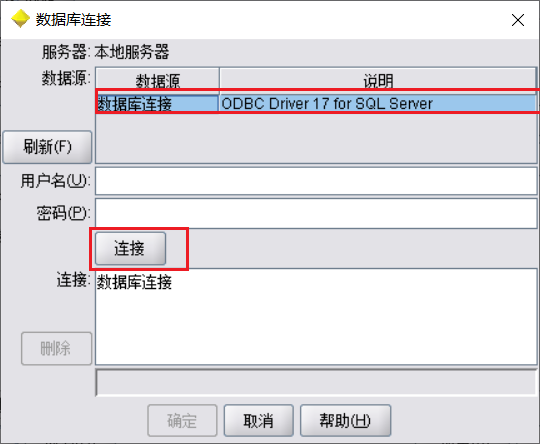 数据库连接
服务器: 本地服务器
数据源:
数据源 说明
数据库连接 ODBC Driver 17 for SQL Server
刷新(F)
用户名(U):
密码(P):
连接
连接: 数据库连接
删除
确定 取消 帮助(H)